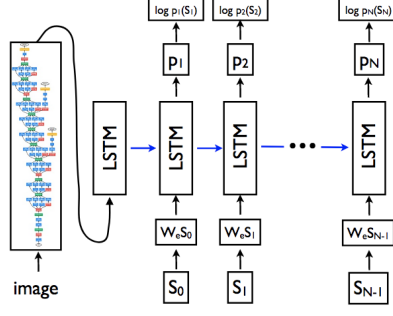 log p₁(S₁) log p₂(S₂) log pN(SN)
p₁ p₂ pN
LSTM LSTM LSTM LSTM
WₑS₀ WₑS₁ WₑSN-1
image S₀ S₁ SN-1